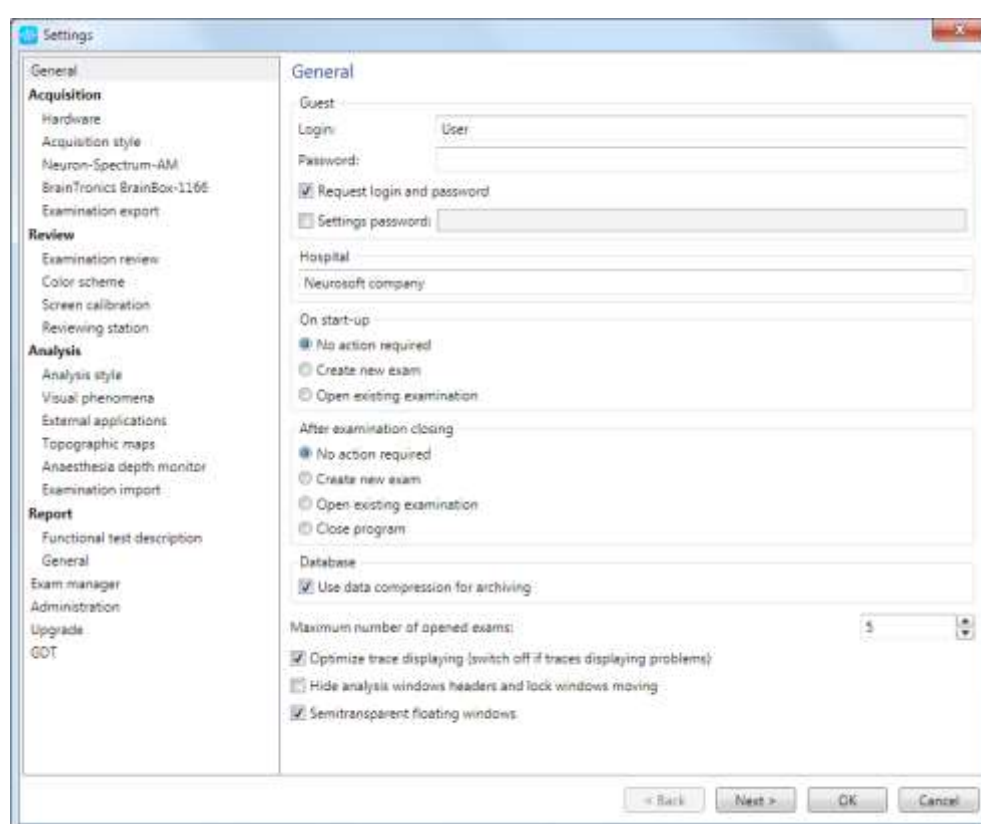 Settings
General
Acquisition
Hardware
Acquisition style
Neuron-Spectrum-AM
BrainTronics BrainBox-1166
Examination export
Review
Examination review
Color scheme
Screen calibration
Reviewing station
Analysis
Analysis style
Visual phenomena
External applications
Topographic maps
Anaesthesia depth monitor
Examination import
Report
Functional test description
General
Exam manager
Administration
Upgrade
GDT
General
Guest
Login: User
Password:
Request login and password
Settings password:
Hospital
Neurosoft company
On start-up
No action required
Create new exam
Open existing examination
After examination closing
No action required
Create new exam
Open existing examination
Close program
Database
Use data compression for archiving
Maximum number of opened exams: 5
Optimize trace displaying (switch off if traces displaying problems)
Hide analysis windows headers and lock windows moving
Semitransparent floating windows
< Back Next > OK Cancel